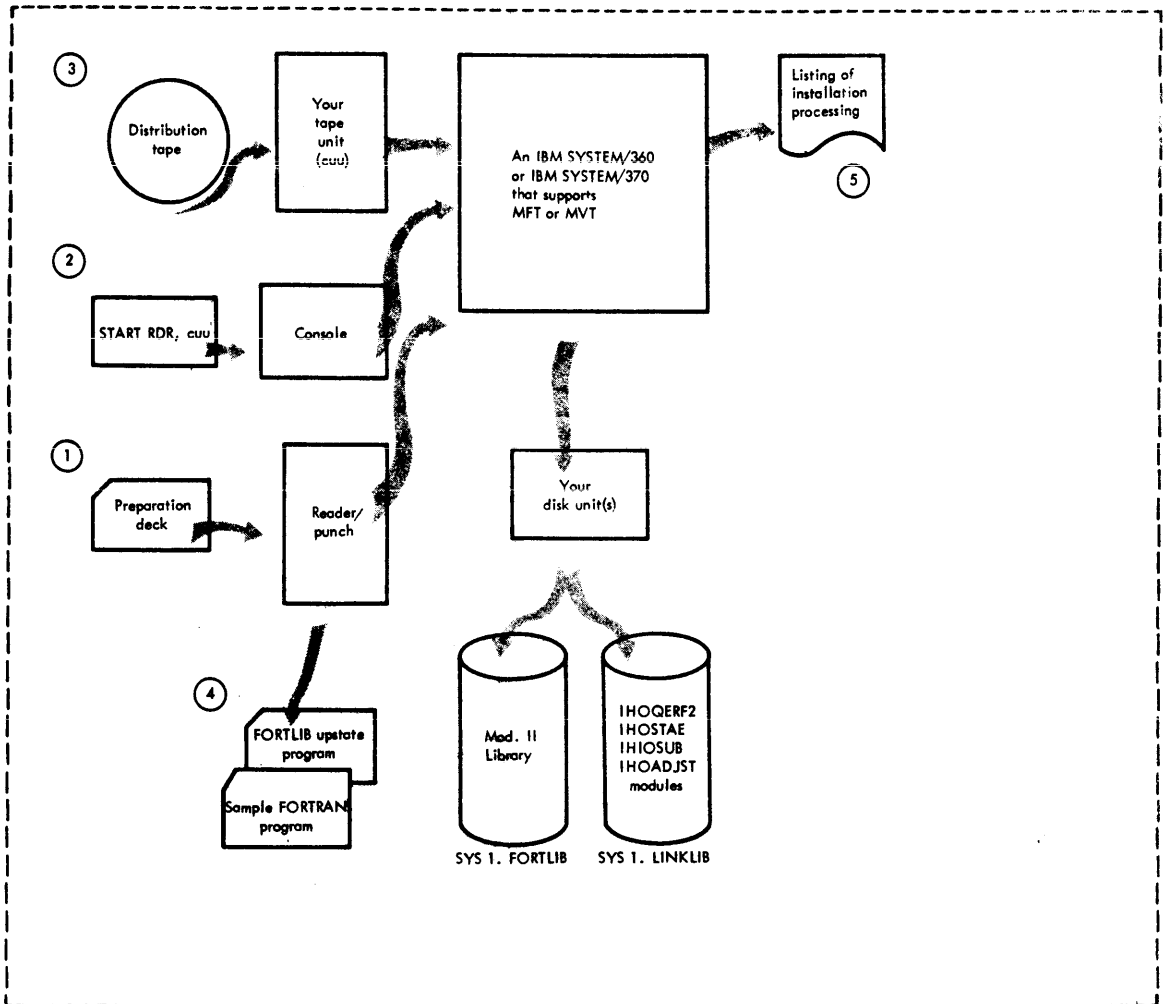 3
Distribution
tape
Your
tape
unit
(cuu)
An IBM SYSTEM/360
or IBM SYSTEM/370
that supports
MFT or MVT
Listing of
installation
processing
5
2
START RDR, cuu
Console
1
Preparation
deck
Reader/
punch
Your
disk unit(s)
4
FORTLIB upstate
program
Sample FORTRAN
program
Mod. II
Library
IHOQERF2
IHOSTAE
IHIOSUB
IHOADJST
modules
SYS 1. FORTLIB
SYS 1. LINKLIB